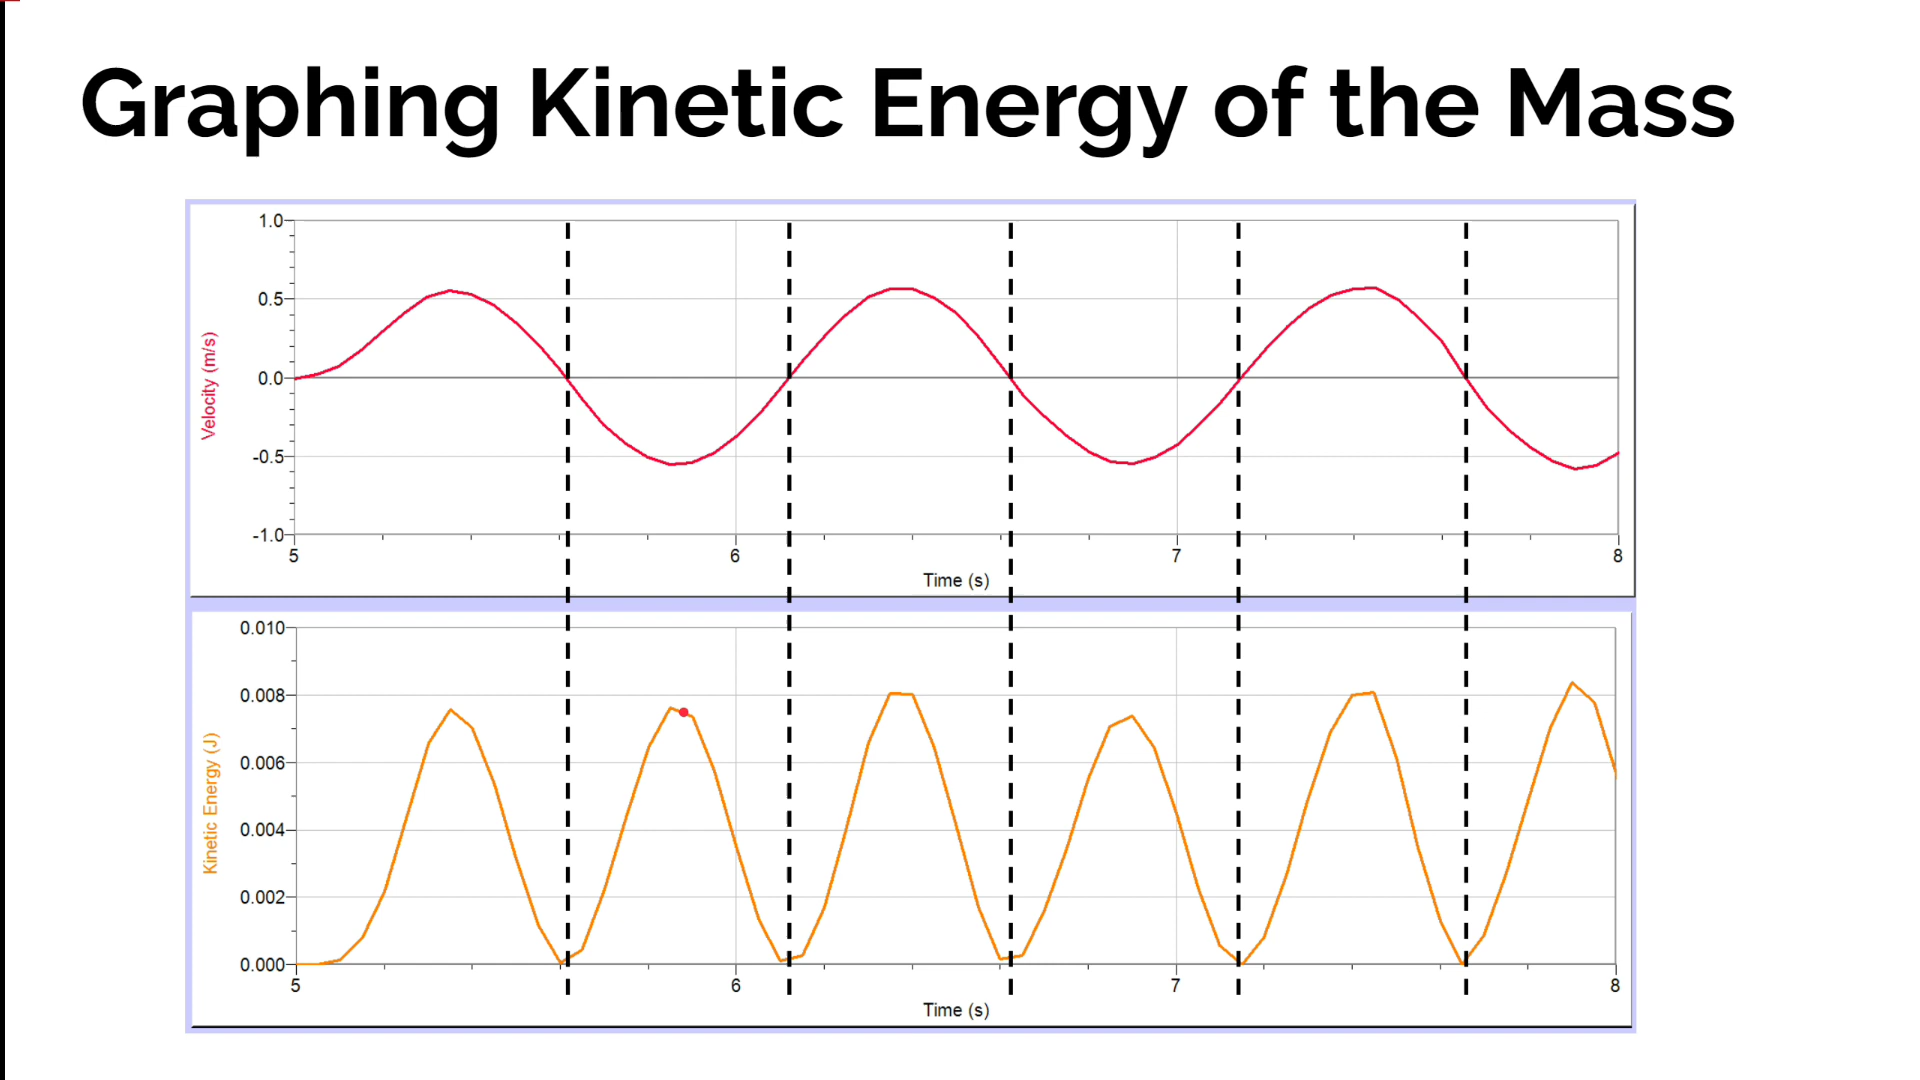 Graphing Kinetic Energy of the Mass
1.0
0.5
0.0
-0.5
-1.0
Velocity (m/s)
5 6 7 8
Time (s)
0.010
0.008
0.006
0.004
0.002
0.000
Kinetic Energy (J)
5 6 7 8
Time (s)